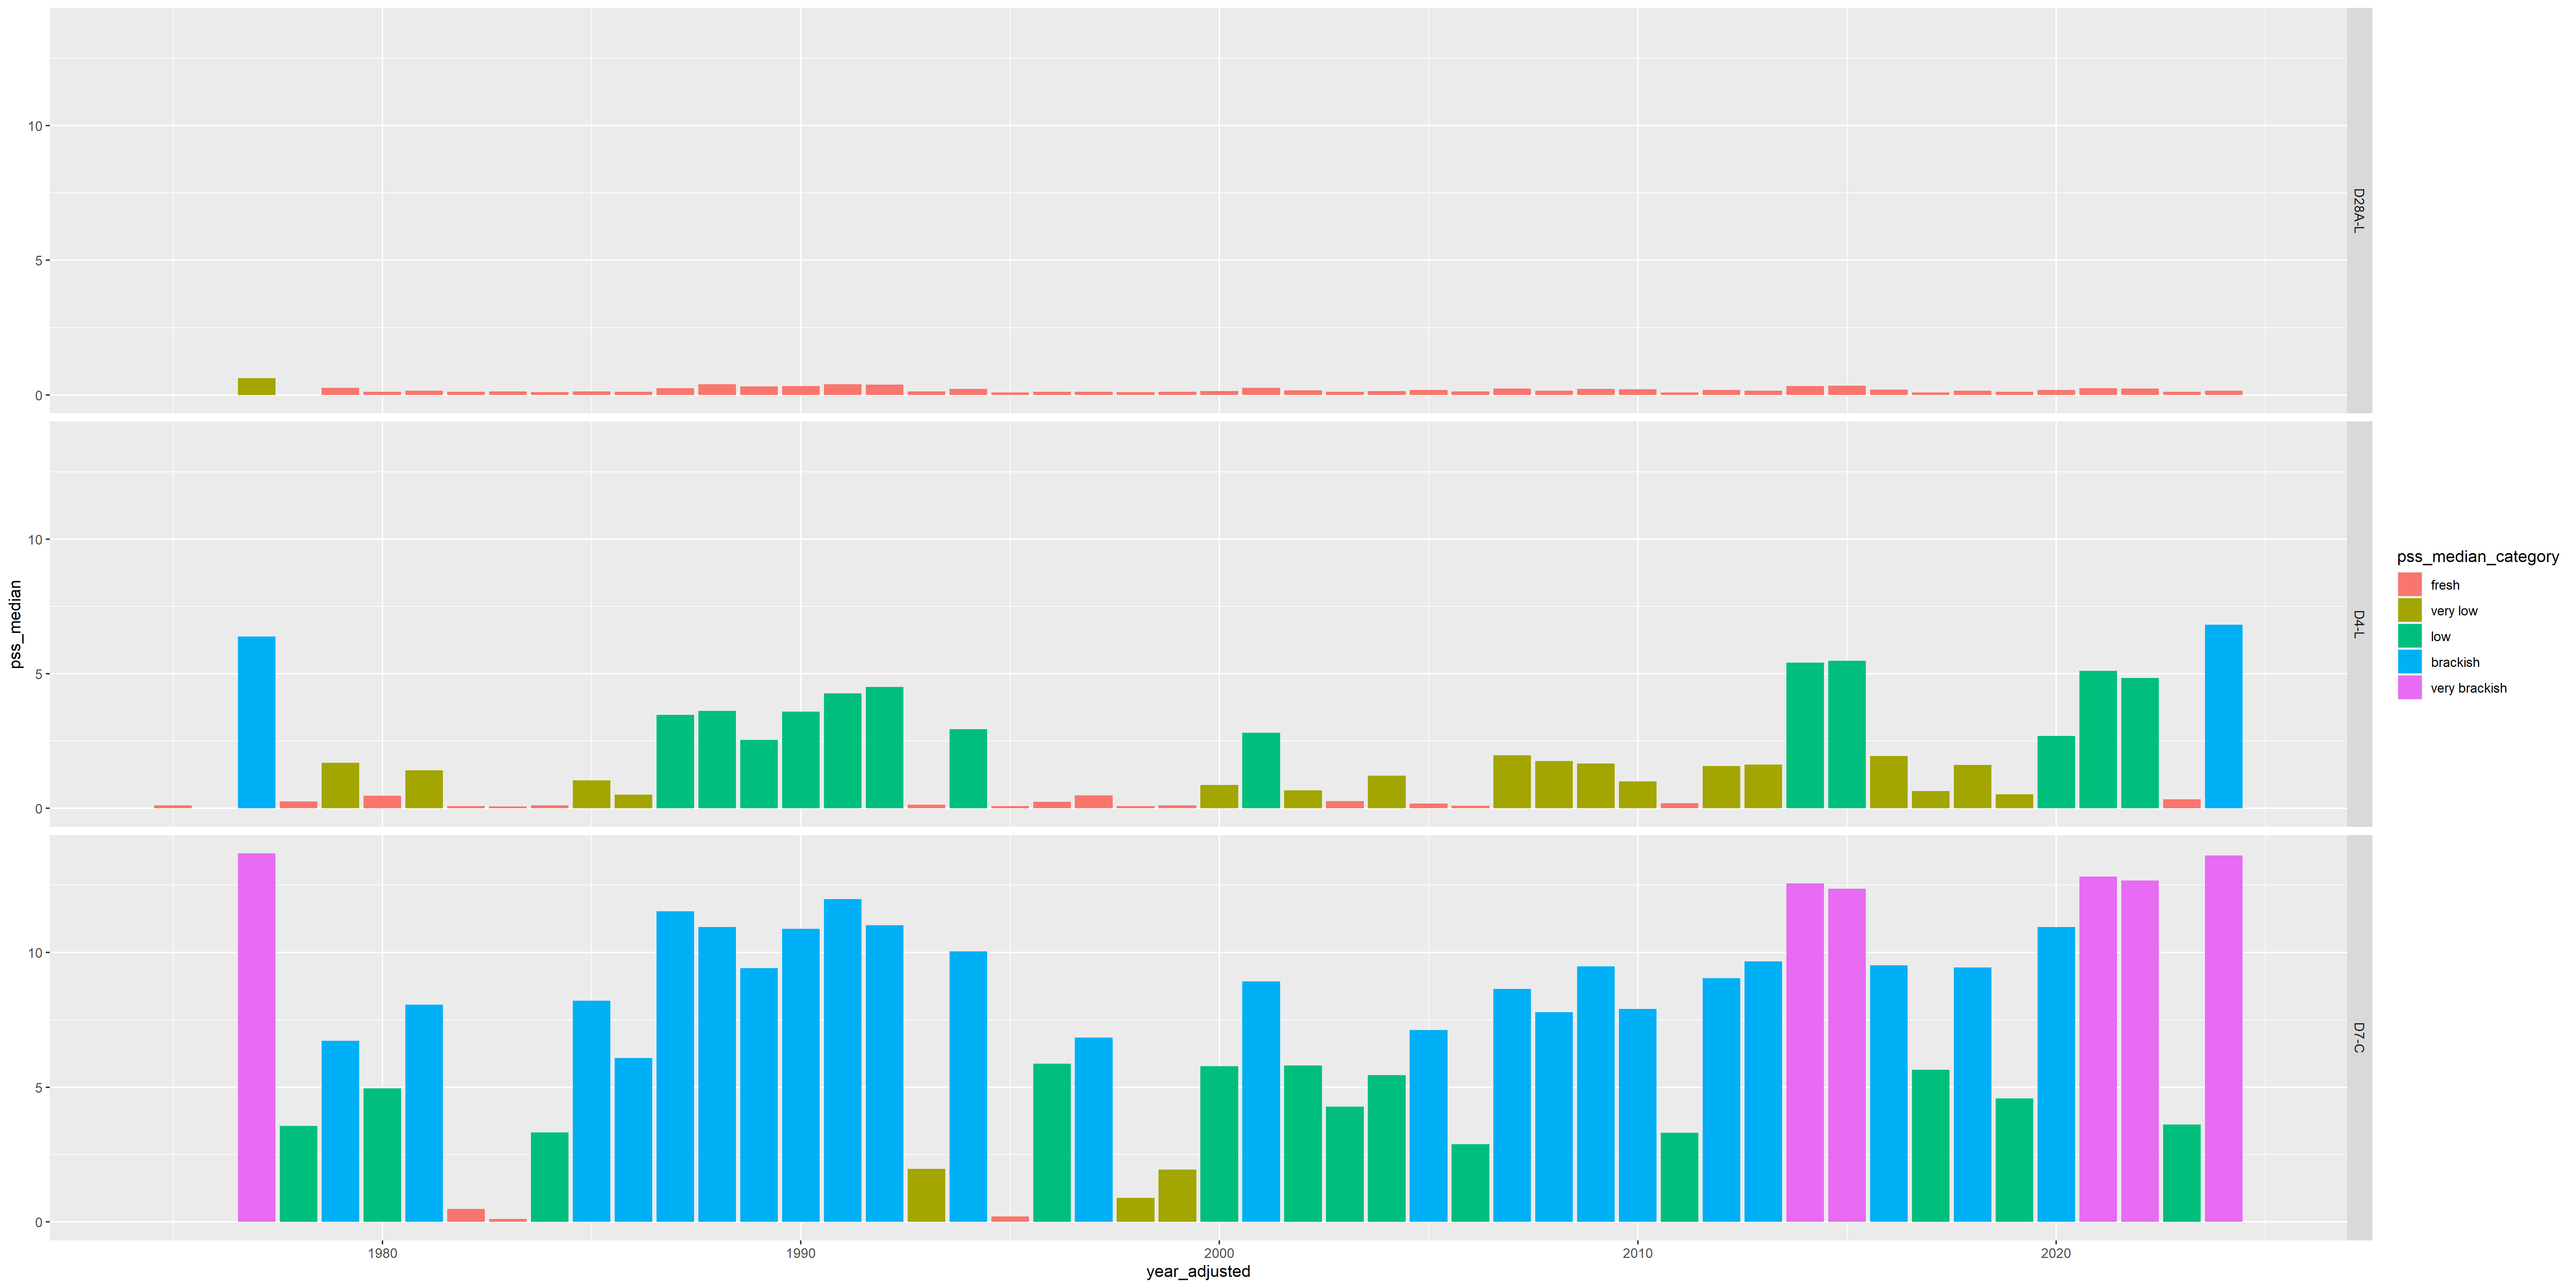 10
5
0
D28A-L
10
5
0
D4-L
10
5
0
D7-C
1980
1990
2000
2010
2020
year_adjusted
pss_median
pss_median_category
fresh
very low
low
brackish
very brackish